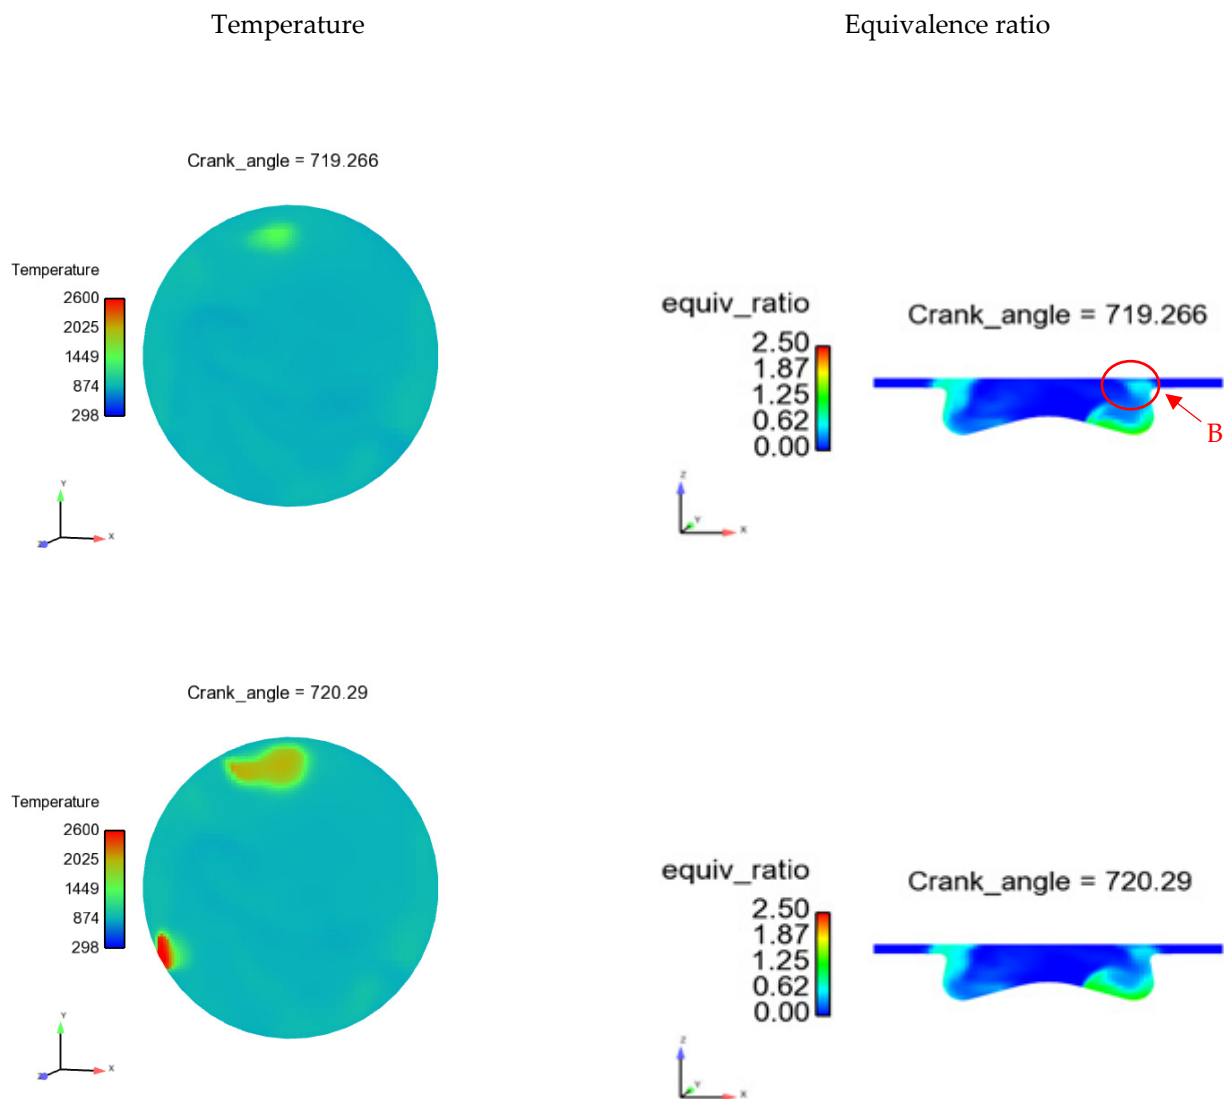 Temperature
Equivalence ratio
Crank_angle = 719.266
Temperature
2600
2025
1449
874
298
Y
Z
X
equiv_ratio
Crank_angle = 719.266
2.50
1.87
1.25
0.62
0.00
B
Z
Y
X
Crank_angle = 720.29
Temperature
2600
2025
1449
874
298
Y
Z
X
equiv_ratio
Crank_angle = 720.29
2.50
1.87
1.25
0.62
0.00
Z
Y
X